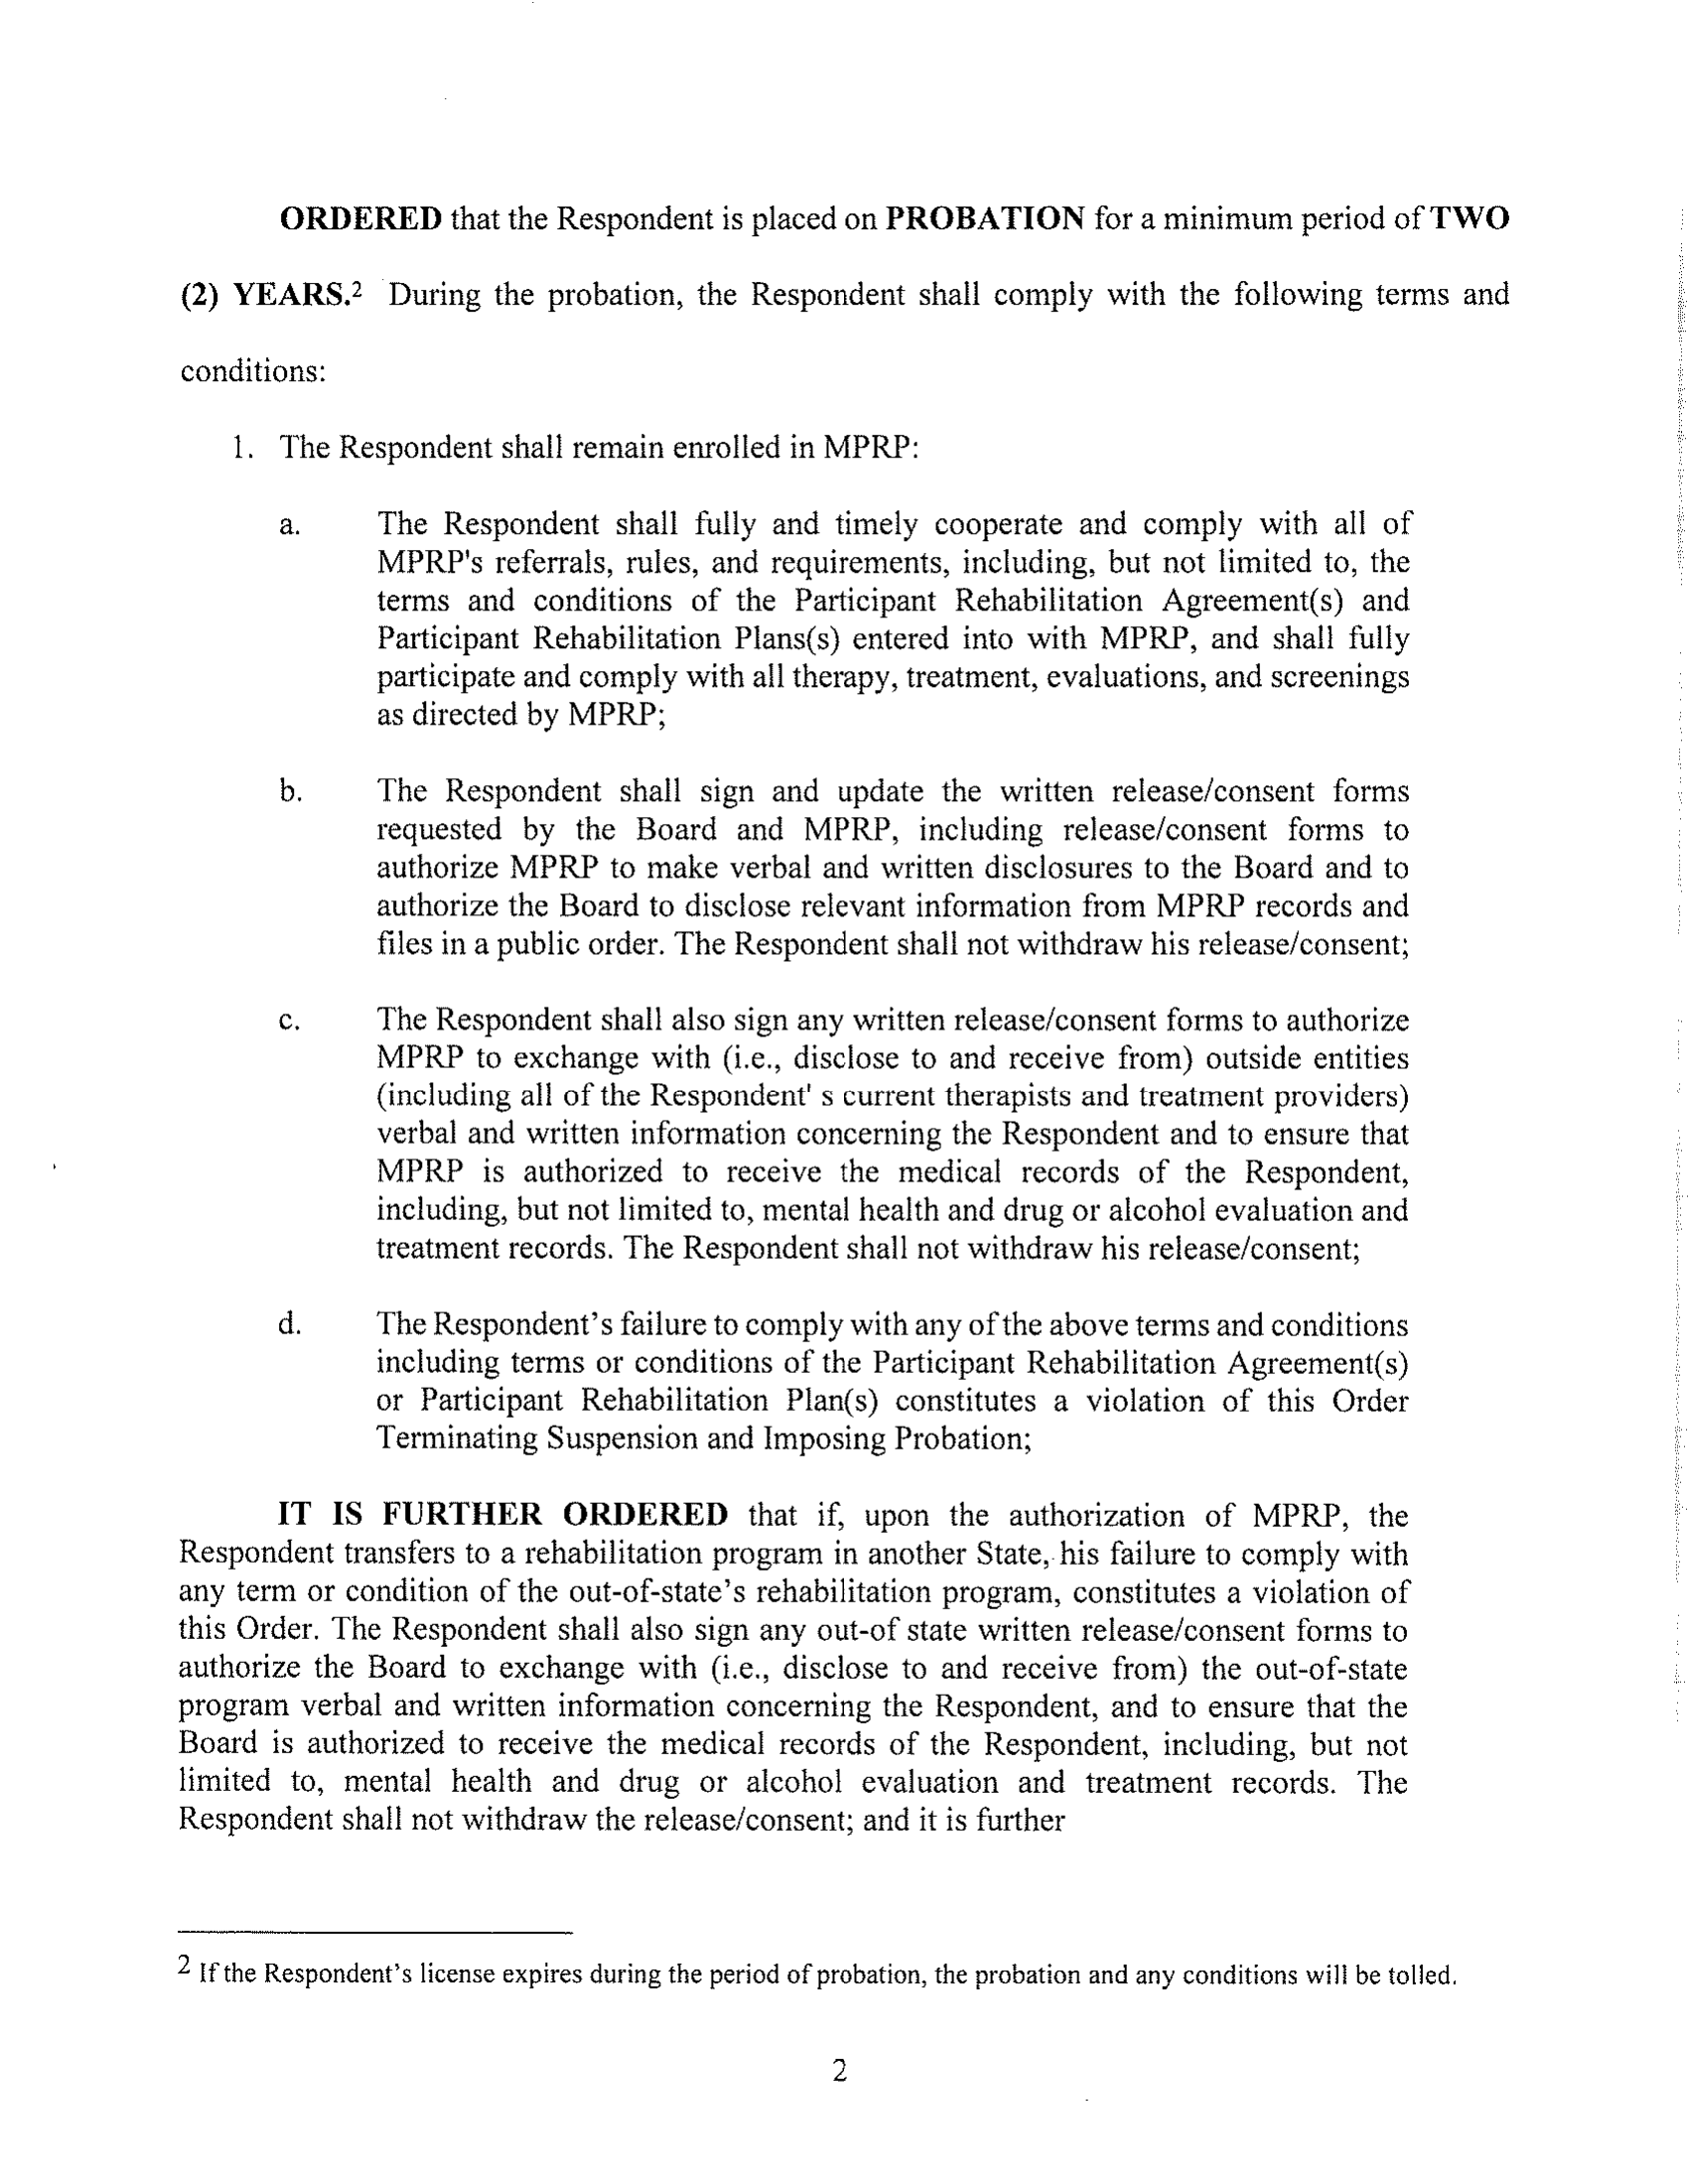 ORDERED that the Respondent is placed on PROBATION for a minimum period of TWO
(2) YEARS.2 During the probation, the Respondent shall comply with the following terms and
conditions:
1. The Respondent shall remain enrolled in MPRP:
a. The Respondent shall fully and timely cooperate and comply with all of
MPRP's referrals, rules, and requirements, including, but not limited to, the
terms and conditions of the Participant Rehabilitation Agreement(s) and
Participant Rehabilitation Plans(s) entered into with MPRP, and shall fully
participate and comply with all therapy, treatment, evaluations, and screenings
as directed by MPRP;
b. The Respondent shall sign and update the written release/consent forms
requested by the Board and MPRP, including release/consent forms to
authorize MPRP to make verbal and written disclosures to the Board and to
authorize the Board to disclose relevant information from MPRP records and
files in a public order. The Respondent shall not withdraw his release/consent;
c. The Respondent shall also sign any written release/consent forms to authorize
MPRP to exchange with (i.e., disclose to and receive from) outside entities
(including all of the Respondent' s current therapists and treatment providers)
verbal and written information concerning the Respondent and to ensure that
MPRP is authorized to receive the medical records of the Respondent,
including, but not limited to, mental health and drug or alcohol evaluation and
treatment records. The Respondent shall not withdraw his release/consent;
d. The Respondent's failure to comply with any of the above terms and conditions
including terms or conditions of the Participant Rehabilitation Agreement(s)
or Participant Rehabilitation Plan(s) constitutes a violation of this Order
Terminating Suspension and Imposing Probation;
IT IS FURTHER ORDERED that if, upon the authorization of MPRP, the
Respondent transfers to a rehabilitation program in another State, his failure to comply with
any term or condition of the out-of-state's rehabilitation program, constitutes a violation of
this Order. The Respondent shall also sign any out-of state written release/consent forms to
authorize the Board to exchange with (i.e., disclose to and receive from) the out-of-state
program verbal and written information concerning the Respondent, and to ensure that the
Board is authorized to receive the medical records of the Respondent, including, but not
limited to, mental health and drug or alcohol evaluation and treatment records. The
Respondent shall not withdraw the release/consent; and it is further
2 If the Respondent's license expires during the period of probation, the probation and any conditions will be tolled.
2